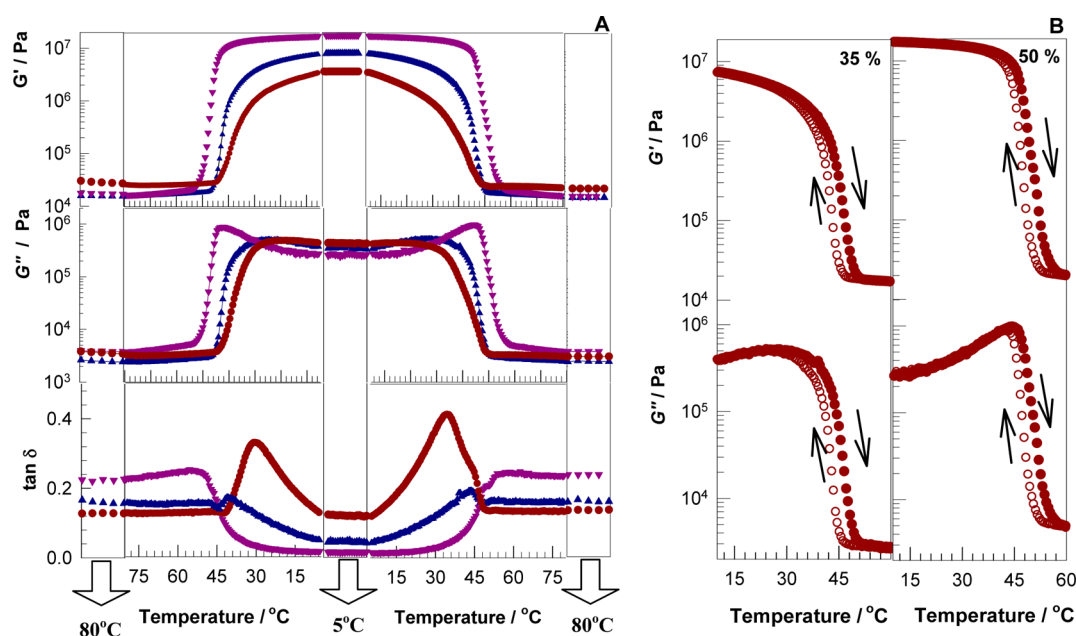 A
G′ / Pa
10⁷
10⁶
10⁵
10⁴
G″ / Pa
10⁶
10⁵
10⁴
10³
tan δ
0.4
0.2
0.0
75 60 45 30 15 15 30 45 60 75
Temperature / °C Temperature / °C
80°C 5°C 80°C
B
35 % 50 %
G′ / Pa
10⁷
10⁶
10⁵
10⁴
G″ / Pa
10⁶
10⁵
10⁴
15 30 45 15 30 45 60
Temperature / °C Temperature / °C